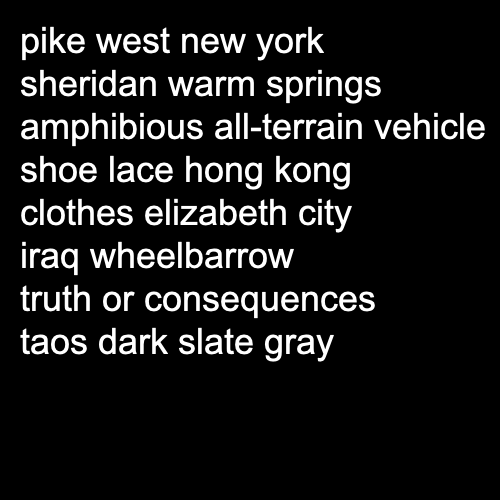 pike west new york
sheridan warm springs
amphibious all-terrain vehicle
shoe lace hong kong
clothes elizabeth city
iraq wheelbarrow
truth or consequences
taos dark slate gray